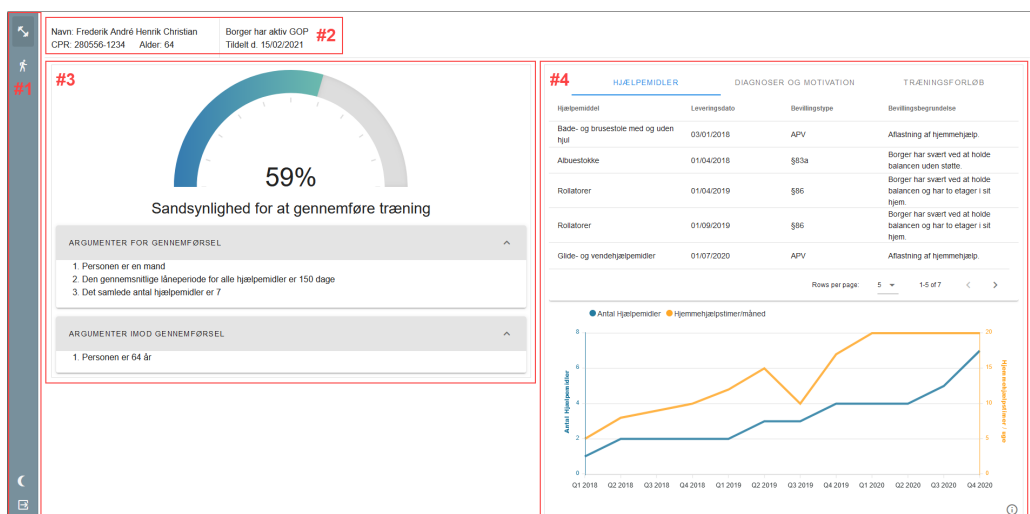 #1
Navn: Frederik André Henrik Christian
CPR: 280556-1234 Alder: 64
Borger har aktiv GOP
Tildelt d. 15/02/2021
#2
#3
59%
Sandsynlighed for at gennemføre træning
ARGUMENTER FOR GENNEMFØRSEL
1. Personen er en mand
2. Den gennemsnitlige låneperiode for alle hjælpemidler er 150 dage
3. Det samlede antal hjælpemidler er 7
ARGUMENTER IMOD GENNEMFØRSEL
1. Personen er 64 år
#4
HJÆLPEMIDLER DIAGNOSER OG MOTIVATION TRÆNINGSFORLØB
Hjælpemiddel Leveringsdato Bevillingstype Bevillingsbegrundelse
Bade- og brusestole med og uden
hjul
03/01/2018 APV Aflastning af hjemmehjælp.
Albuestokke 01/04/2018 §83a
Borger har svært ved at holde
balancen uden støtte.
Rollatorer 01/04/2019 §86
Borger har svært ved at holde
balancen og har to etager i sit
hjem.
Rollatorer 01/09/2019 §86
Borger har svært ved at holde
balancen og har to etager i sit
hjem.
Glide- og vendehjælpemidler 01/07/2020 APV Aflastning af hjemmehjælp.
Rows per page: 5 1-5 of 7
Antal Hjælpemidler Hjemmehjælpstimer/måned
8
6
4
2
0
Antal Hjælpemidler
20
15
10
5
0
Hjemmehjælpstimer / uge
Q1 2018 Q2 2018 Q3 2018 Q4 2018 Q1 2019 Q2 2019 Q3 2019 Q4 2019 Q1 2020 Q2 2020 Q3 2020 Q4 2020